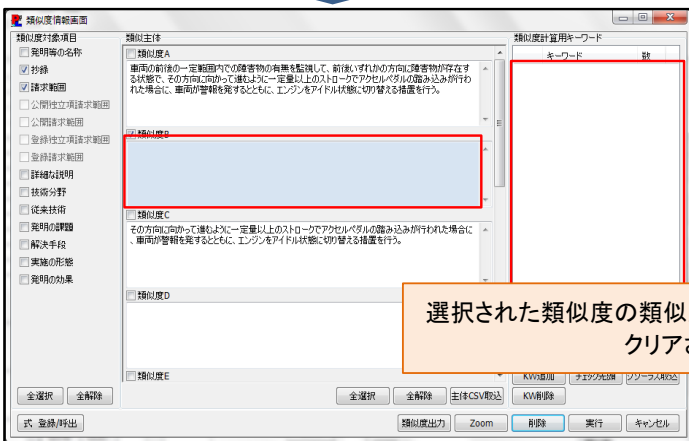 類似度情報画面
類似度対象項目
発明等の名称
抄録
請求範囲
公開独立項請求範囲
公開請求範囲
登録独立項請求範囲
登録請求範囲
詳細な説明
技術分野
従来技術
発明の課題
解決手段
実施の形態
発明の効果
全選択 全解除
類似主体
類似度A
車両の前後の一定範囲内での障害物の有無を監視して、前後いずれかの方向に障害物が存在す
る状態で、その方向に向かって進むように一定量以上のストロークでアクセルペダルの踏み込みが行わ
れた場合に、車両が警報を発するとともに、エンジンをアイドル状態に切り替える措置を行う。
類似度B
類似度C
その方向に向かって進むように一定量以上のストロークでアクセルペダルの踏み込みが行われた場合に
、車両が警報を発するとともに、エンジンをアイドル状態に切り替える措置を行う。
類似度D
類似度E
全選択 全解除 主体CSV取込
類似度計算用キーワード
キーワード 数
選択された類似度の類似
クリアさ
KW追加 チェック先頭 シソーラス取込
KW削除
式 登録/呼出 類似度出力 Zoom 削除 実行 キャンセル